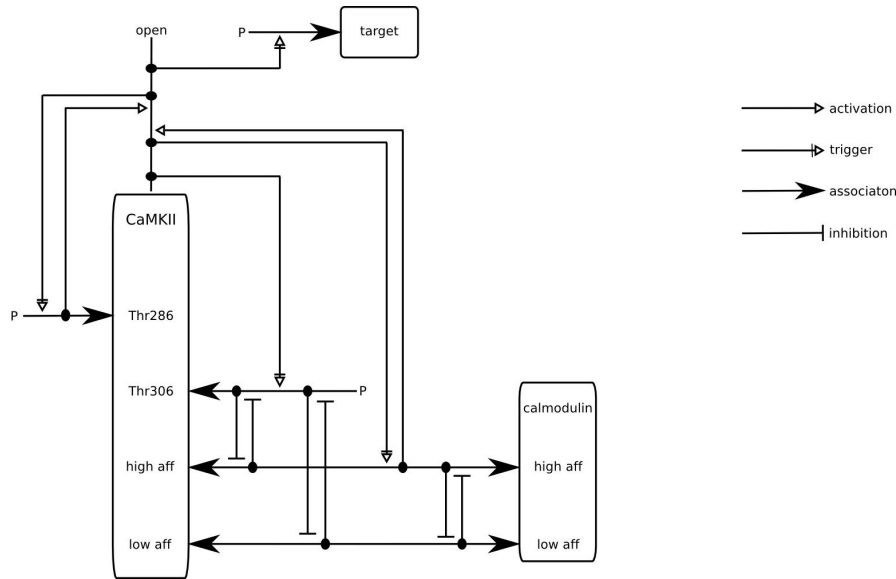 open
P
target
activation
trigger
associaton
inhibition
CaMKII
P
Thr286
Thr306
P
calmodulin
high aff
high aff
low aff
low aff